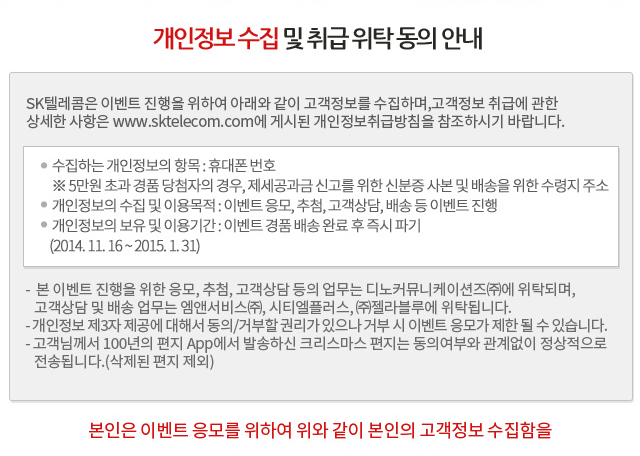 개인정보 수집 및 취급 위탁 동의 안내
SK텔레콤은 이벤트 진행을 위하여 아래와 같이 고객정보를 수집하며,고객정보 취급에 관한
상세한 사항은 www.sktelecom.com에 게시된 개인정보취급방침을 참조하시기 바랍니다.
● 수집하는 개인정보의 항목 : 휴대폰 번호
※ 5만원 초과 경품 당첨자의 경우, 제세공과금 신고를 위한 신분증 사본 및 배송을 위한 수령지 주소
● 개인정보의 수집 및 이용목적 : 이벤트 응모, 추첨, 고객상담, 배송 등 이벤트 진행
● 개인정보의 보유 및 이용기간 : 이벤트 경품 배송 완료 후 즉시 파기
(2014. 11. 16 ~ 2015. 1. 31)
- 본 이벤트 진행을 위한 응모, 추첨, 고객상담 등의 업무는 디노커뮤니케이션즈㈜에 위탁되며,
고객상담 및 배송 업무는 엠앤서비스㈜, 시티엘플러스, ㈜젤라블루에 위탁됩니다.
- 개인정보 제3자 제공에 대해서 동의/거부할 권리가 있으나 거부 시 이벤트 응모가 제한 될 수 있습니다.
- 고객님께서 100년의 편지 App에서 발송하신 크리스마스 편지는 동의여부와 관계없이 정상적으로
전송됩니다.(삭제된 편지 제외)
본인은 이벤트 응모를 위하여 위와 같이 본인의 고객정보 수집함을